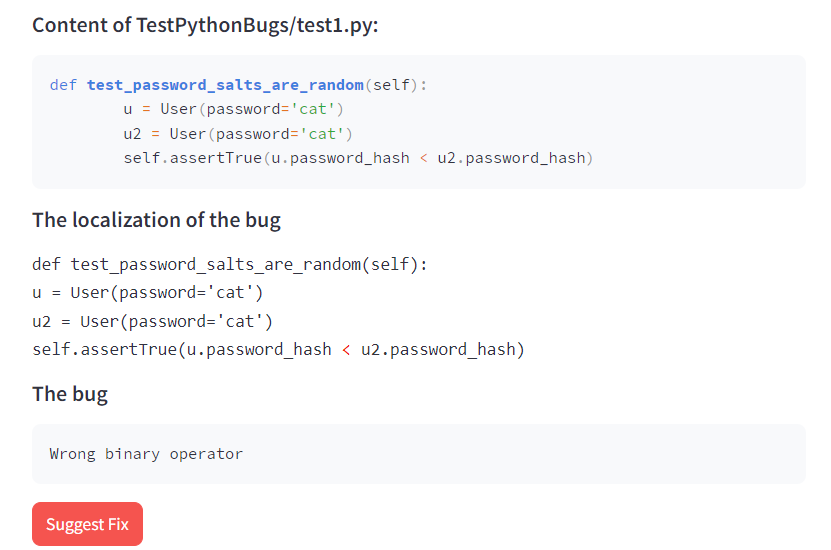 Content of TestPythonBugs/test1.py:
def test_password_salts_are_random(self):
        u = User(password='cat')
        u2 = User(password='cat')
        self.assertTrue(u.password_hash < u2.password_hash)
The localization of the bug
def test_password_salts_are_random(self):
u = User(password='cat')
u2 = User(password='cat')
self.assertTrue(u.password_hash < u2.password_hash)
The bug
Wrong binary operator
Suggest Fix